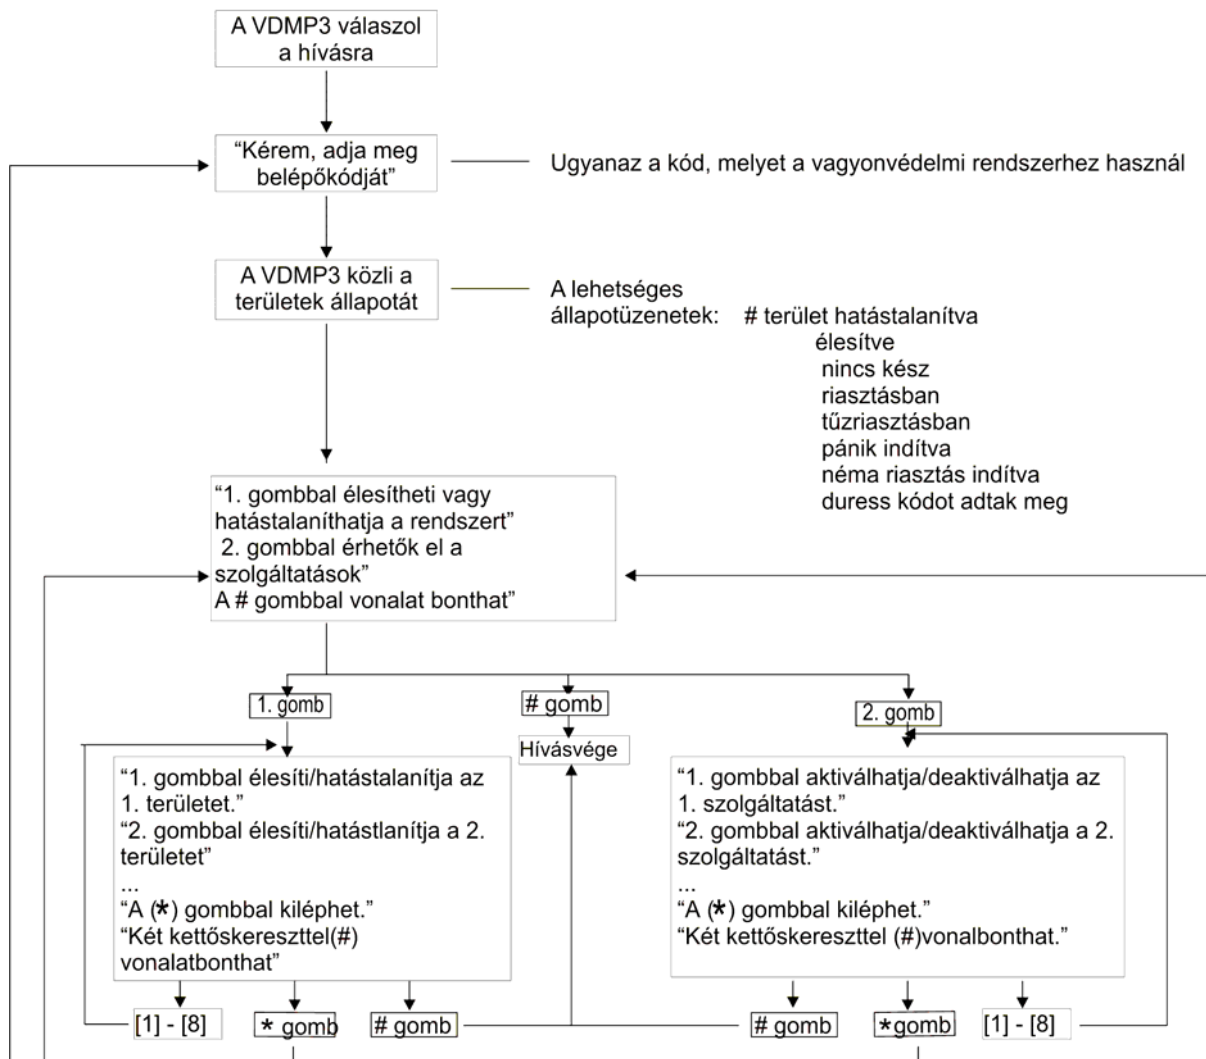 A VDMP3 válaszol
a hívásra
“Kérem, adja meg
belépőkódját”
Ugyanaz a kód, melyet a vagyonvédelmi rendszerhez használ
A VDMP3 közli a
területek állapotát
A lehetséges
állapotüzenetek: # terület hatástalanítva
élesítve
nincs kész
riasztásban
tűzriasztásban
pánik indítva
néma riasztás indítva
duress kódot adtak meg
“1. gombbal élesítheti vagy
hatástalaníthatja a rendszert”
2. gombbal érhetők el a
szolgáltatások”
A # gombbal vonalat bonthat”
1. gomb
# gomb
2. gomb
Hívásvége
“1. gombbal élesíti/hatástalanítja az
1. területet.”
“2. gombbal élesíti/hatástlanítja a 2.
területet”
...
“A (*) gombbal kiléphet.”
“Két kettőskereszttel(#)
vonalatbonthat”
“1. gombbal aktiválhatja/deaktiválhatja az
1. szolgáltatást.”
“2. gombbal aktiválhatja/deaktiválhatja a 2.
szolgáltatást.”
...
“A (*) gombbal kiléphet.”
“Két kettőskereszttel (#)vonalbonthat.”
[1] - [8]
* gomb
# gomb
# gomb
*gomb
[1] - [8]